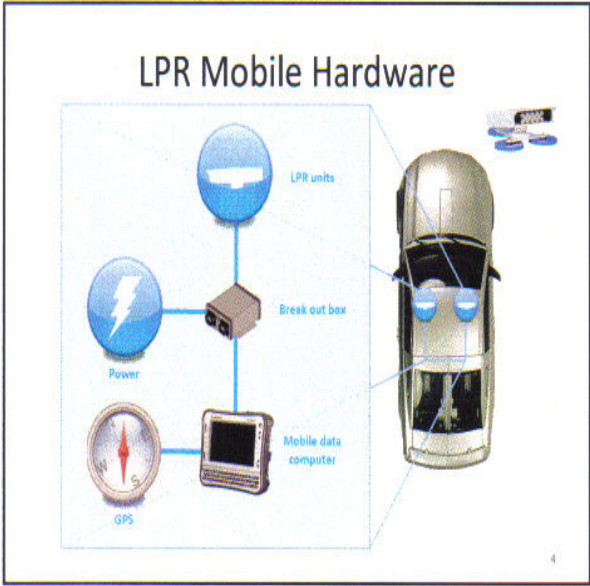 LPR Mobile Hardware
LPR units
Break out box
Power
Mobile data
computer
GPS
W
S
E
4